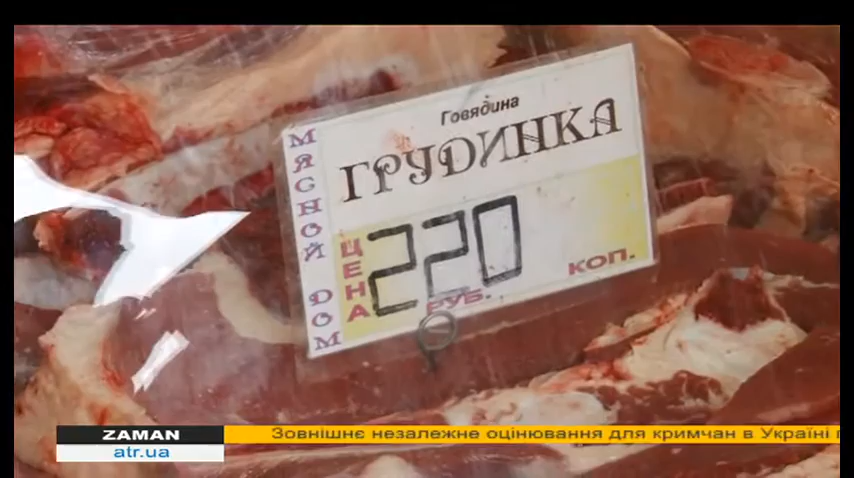 Говядина
ГРУДИНКА
МЯСНОЙ ДОМ
ЦЕНА
220
РУБ.
КОП.
ZAMAN
atr.ua
Зовнішнє незалежне оцінювання для кримчан в Україні